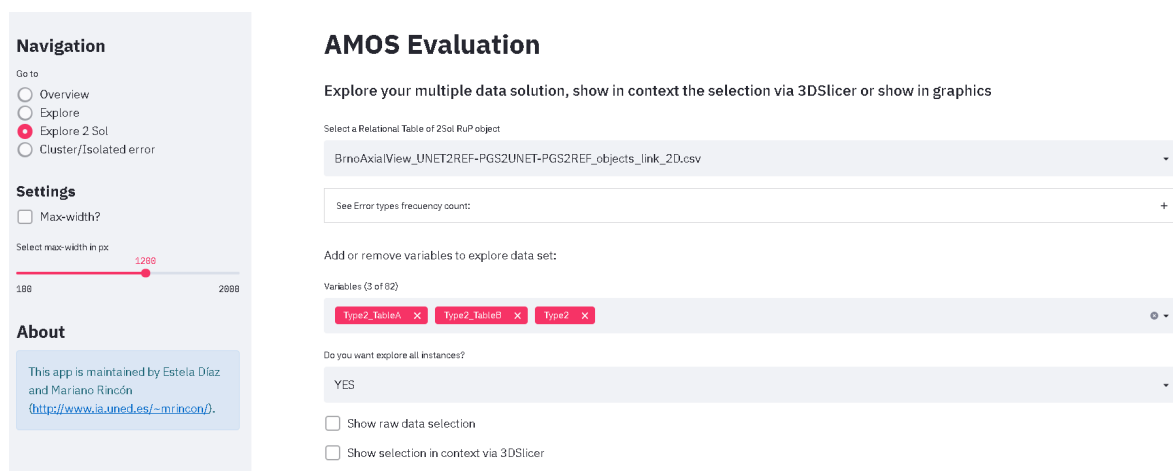 Navigation
Go to
Overview
Explore
Explore 2 Sol
Cluster/Isolated error
Settings
Max-width?
Select max-width in px
1200
100 2000
About
This app is maintained by Estela Díaz
and Mariano Rincón
(http://www.ia.uned.es/~mrincon/).
AMOS Evaluation
Explore your multiple data solution, show in context the selection via 3DSlicer or show in graphics
Select a Relational Table of 2Sol RuP object
BrnoAxialView_UNET2REF-PGS2UNET-PGS2REF_objects_link_2D.csv
See Error types frecuency count:
Add or remove variables to explore data set:
Variables (3 of 82)
Type2_TableA Type2_TableB Type2
Do you want explore all instances?
YES
Show raw data selection
Show selection in context via 3DSlicer